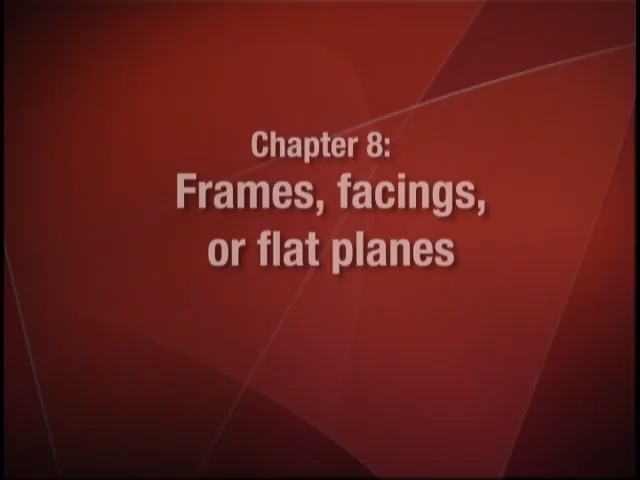 Chapter 8:
Frames, facings,
or flat planes